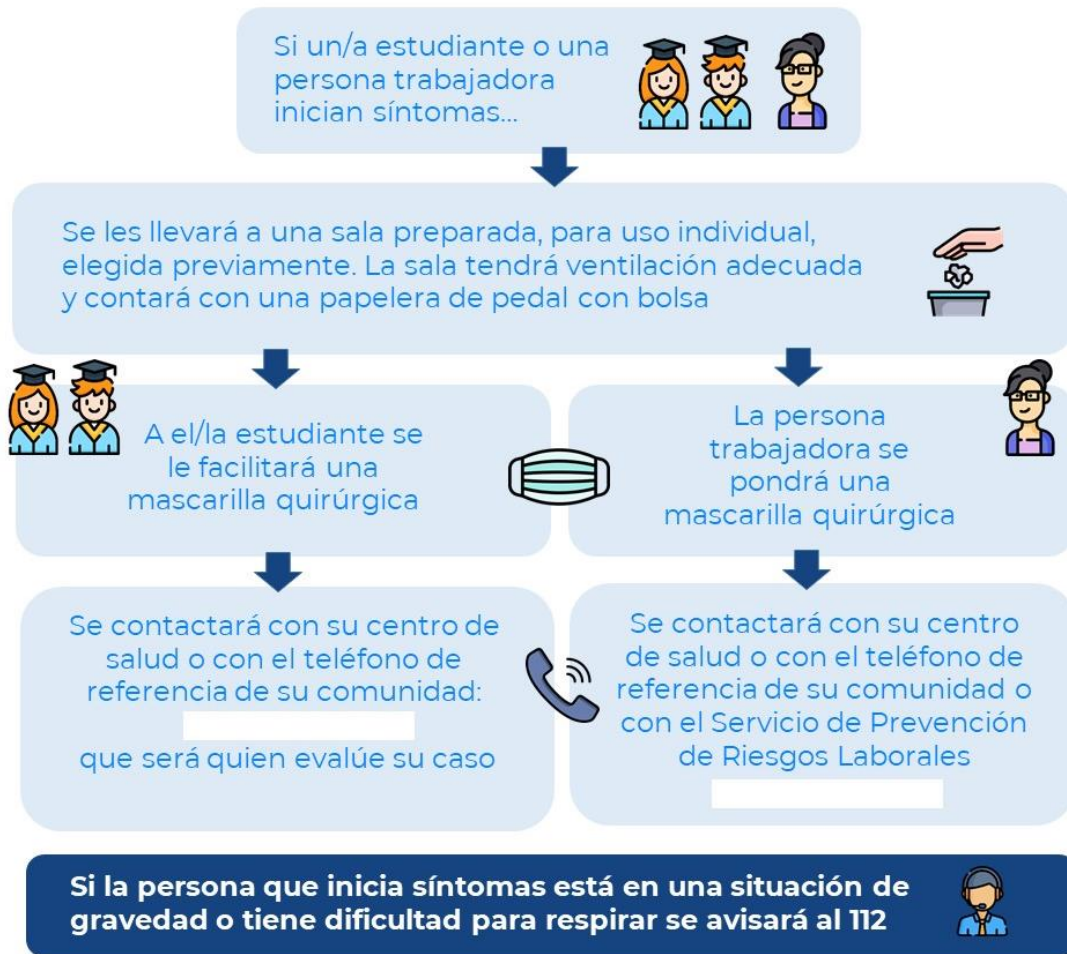 Si un/a estudiante o una
persona trabajadora
inician síntomas...
Se les llevará a una sala preparada, para uso individual,
elegida previamente. La sala tendrá ventilación adecuada
y contará con una papelera de pedal con bolsa
A el/la estudiante se
le facilitará una
mascarilla quirúrgica
La persona
trabajadora se
pondrá una
mascarilla quirúrgica
Se contactará con su centro de
salud o con el teléfono de
referencia de su comunidad:
que será quien evalúe su caso
Se contactará con su centro
de salud o con el teléfono de
referencia de su comunidad o
con el Servicio de Prevención
de Riesgos Laborales
Si la persona que inicia síntomas está en una situación de
gravedad o tiene dificultad para respirar se avisará al 112